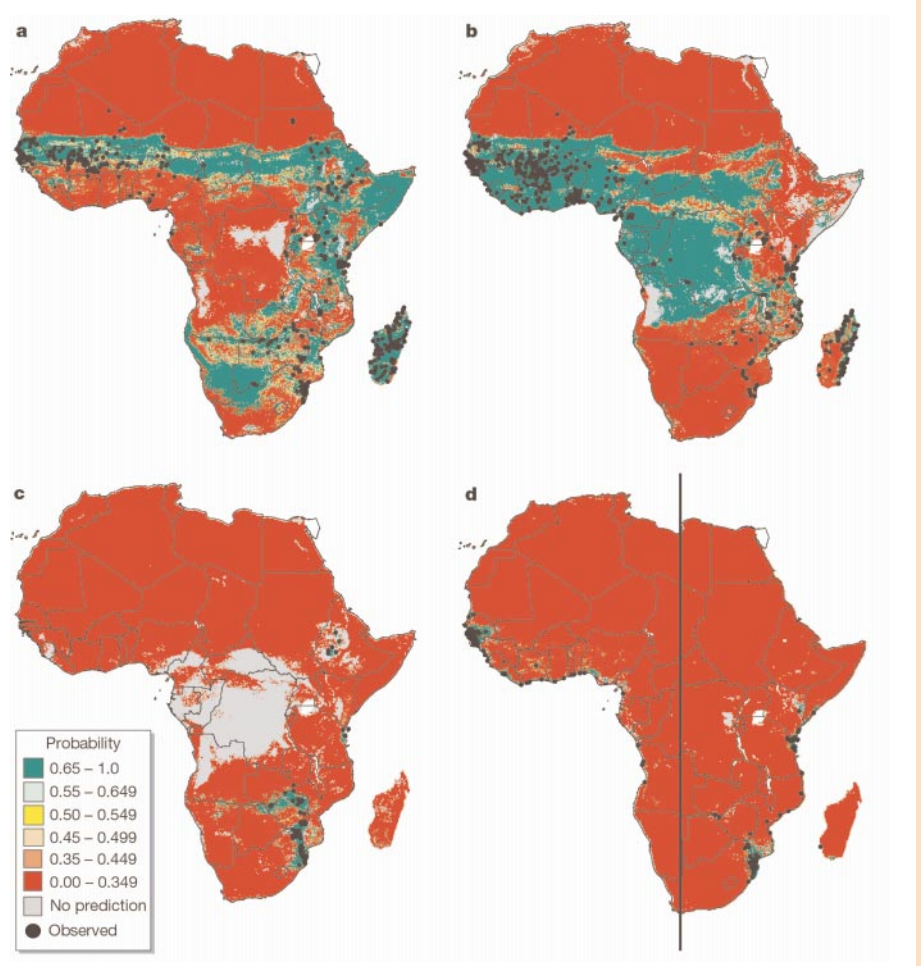 a
b
c
d
Probability
0.65 – 1.0
0.55 – 0.649
0.50 – 0.549
0.45 – 0.499
0.35 – 0.449
0.00 – 0.349
No prediction
Observed